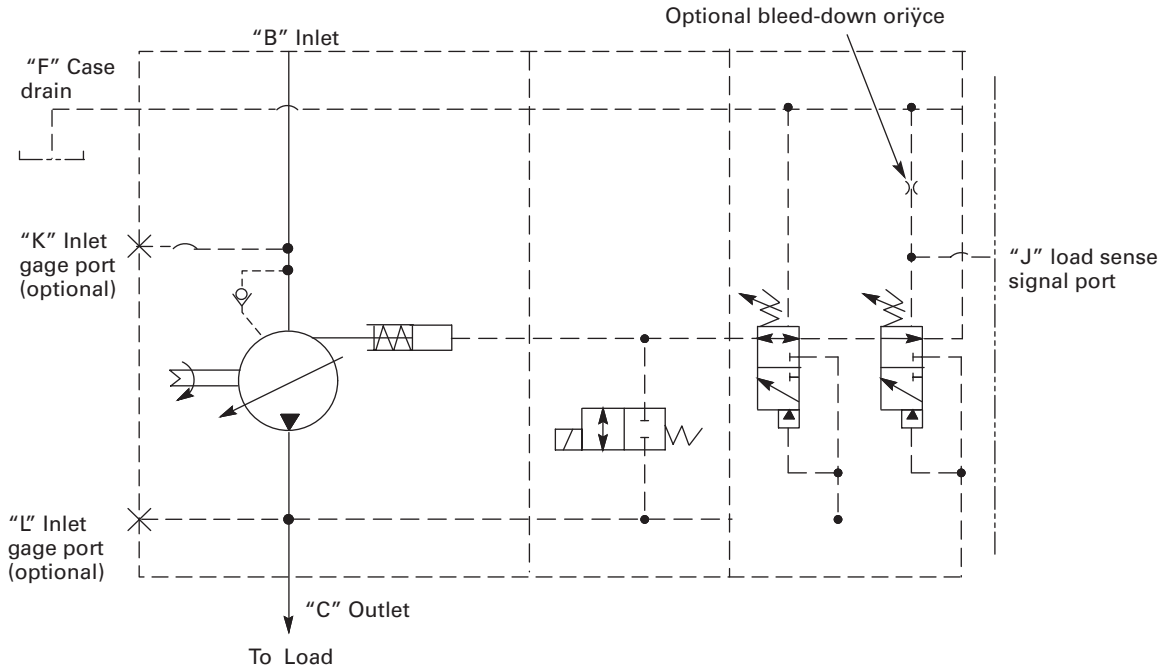 Optional bleed-down oriÿce
“B” Inlet
“F” Case
drain
“K” Inlet
gage port
(optional)
“J” load sense
signal port
“L” Inlet
gage port
(optional)
“C” Outlet
To Load